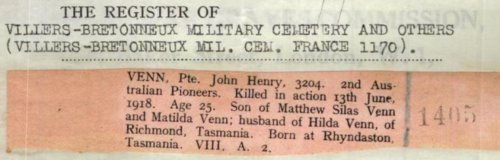 THE REGISTER OF
VILLERS-BRETONNEUX MILITARY CEMETERY AND OTHERS
(VILLERS-BRETONNEUX MIL. CEM. FRANCE 1170).
VENN, Pte. John Henry, 3204. 2nd Aus-
tralian Pioneers. Killed in action 13th June,
1918. Age 25. Son of Matthew Silas Venn
and Matilda Venn; husband of Hilda Venn, of
Richmond, Tasmania. Born at Rhyndaston,
Tasmania. VIII. A. 2.
1405